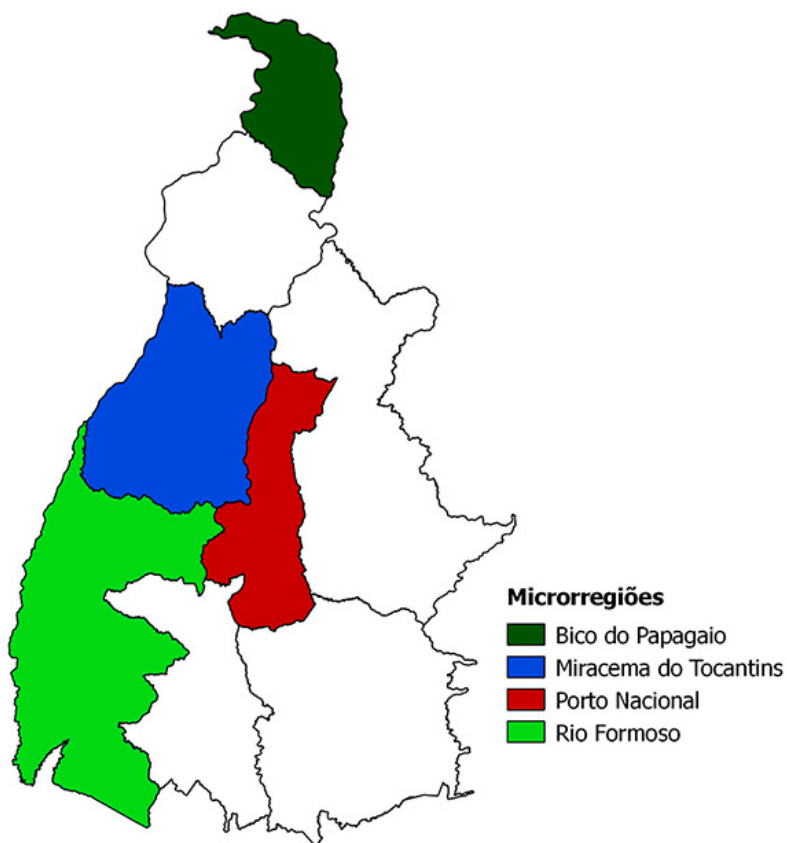 Microrregiões
Bico do Papagaio
Miracema do Tocantins
Porto Nacional
Rio Formoso